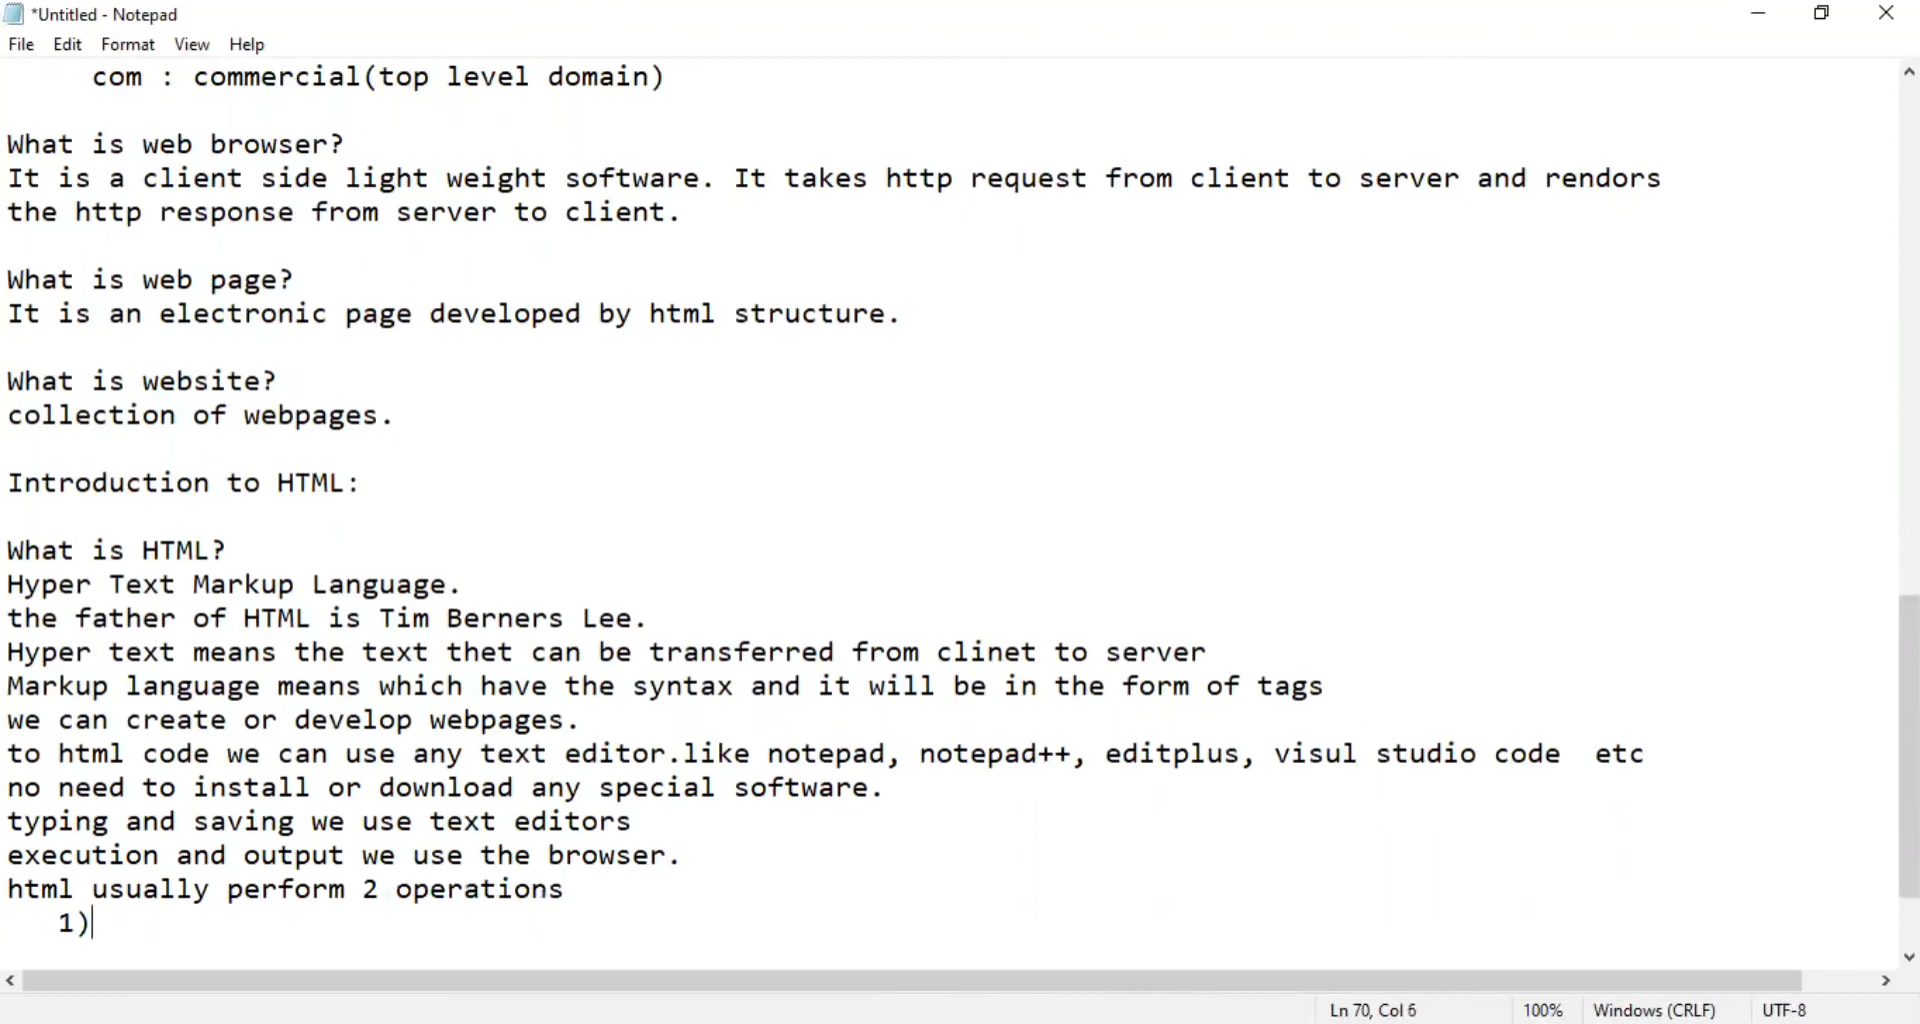 *Untitled - Notepad
File Edit Format View Help
com : commercial(top level domain)
What is web browser?
It is a client side light weight software. It takes http request from client to server and rendors
the http response from server to client.
What is web page?
It is an electronic page developed by html structure.
What is website?
collection of webpages.
Introduction to HTML:
What is HTML?
Hyper Text Markup Language.
the father of HTML is Tim Berners Lee.
Hyper text means the text thet can be transferred from clinet to server
Markup language means which have the syntax and it will be in the form of tags
we can create or develop webpages.
to html code we can use any text editor.like notepad, notepad++, editplus, visul studio code  etc
no need to install or download any special software.
typing and saving we use text editors
execution and output we use the browser.
html usually perform 2 operations
1)
Ln 70, Col 6 100% Windows (CRLF) UTF-8